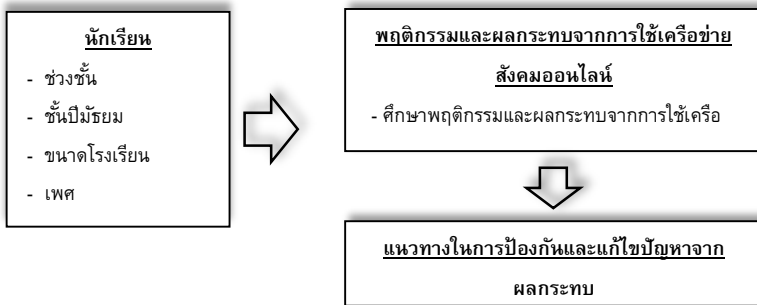 นักเรียน
- ช่วงชั้น
- ชั้นปีมัธยม
- ขนาดโรงเรียน
- เพศ
พฤติกรรมและผลกระทบจากการใช้เครือข่าย
สังคมออนไลน์
- ศึกษาพฤติกรรมและผลกระทบจากการใช้เครือ
แนวทางในการป้องกันและแก้ไขปัญหาจาก
ผลกระทบ